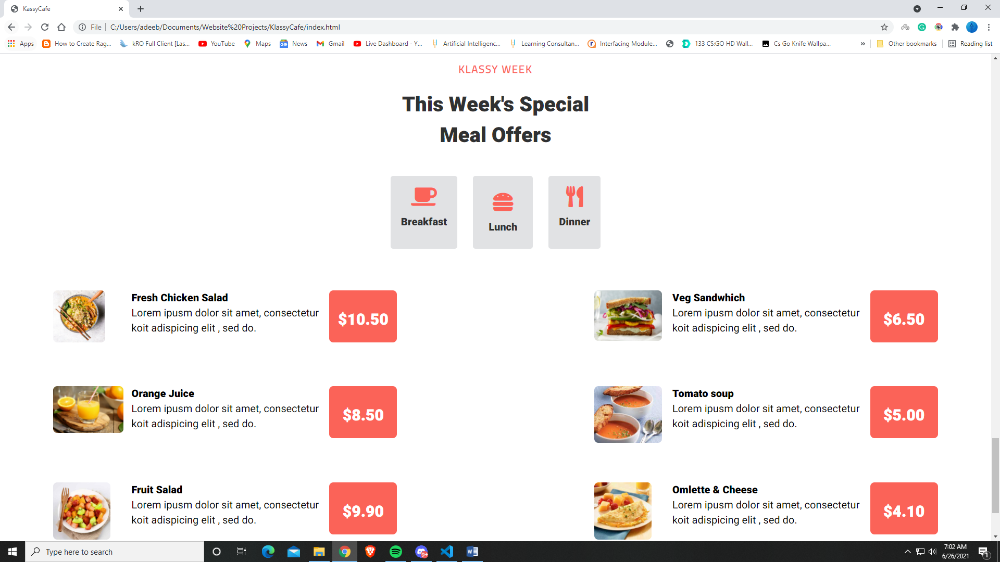 KassyCafe
File
C:/Users/adeeb/Documents/Website%20Projects/KlassyCafe/index.html
Apps
How to Create Rag...
kRO Full Client [Las...
YouTube
Maps
News
Gmail
Live Dashboard - Y...
Artificial Intelligenc...
Learning Consultan...
Interfacing Module...
133 CS:GO HD Wall...
Cs Go Knife Wallpa...
»
Other bookmarks
Reading list
KLASSY WEEK
This Week's Special
Meal Offers
Breakfast
Lunch
Dinner
Fresh Chicken Salad
Lorem ipusm dolor sit amet, consectetur
koit adispicing elit , sed do.
$10.50
Veg Sandwhich
Lorem ipusm dolor sit amet, consectetur
koit adispicing elit , sed do.
$6.50
Orange Juice
Lorem ipusm dolor sit amet, consectetur
koit adispicing elit , sed do.
$8.50
Tomato soup
Lorem ipusm dolor sit amet, consectetur
koit adispicing elit , sed do.
$5.00
Fruit Salad
Lorem ipusm dolor sit amet, consectetur
koit adispicing elit , sed do.
$9.90
Omlette & Cheese
Lorem ipusm dolor sit amet, consectetur
koit adispicing elit , sed do.
$4.10
Type here to search
9+
7:02 AM
6/26/2021
1